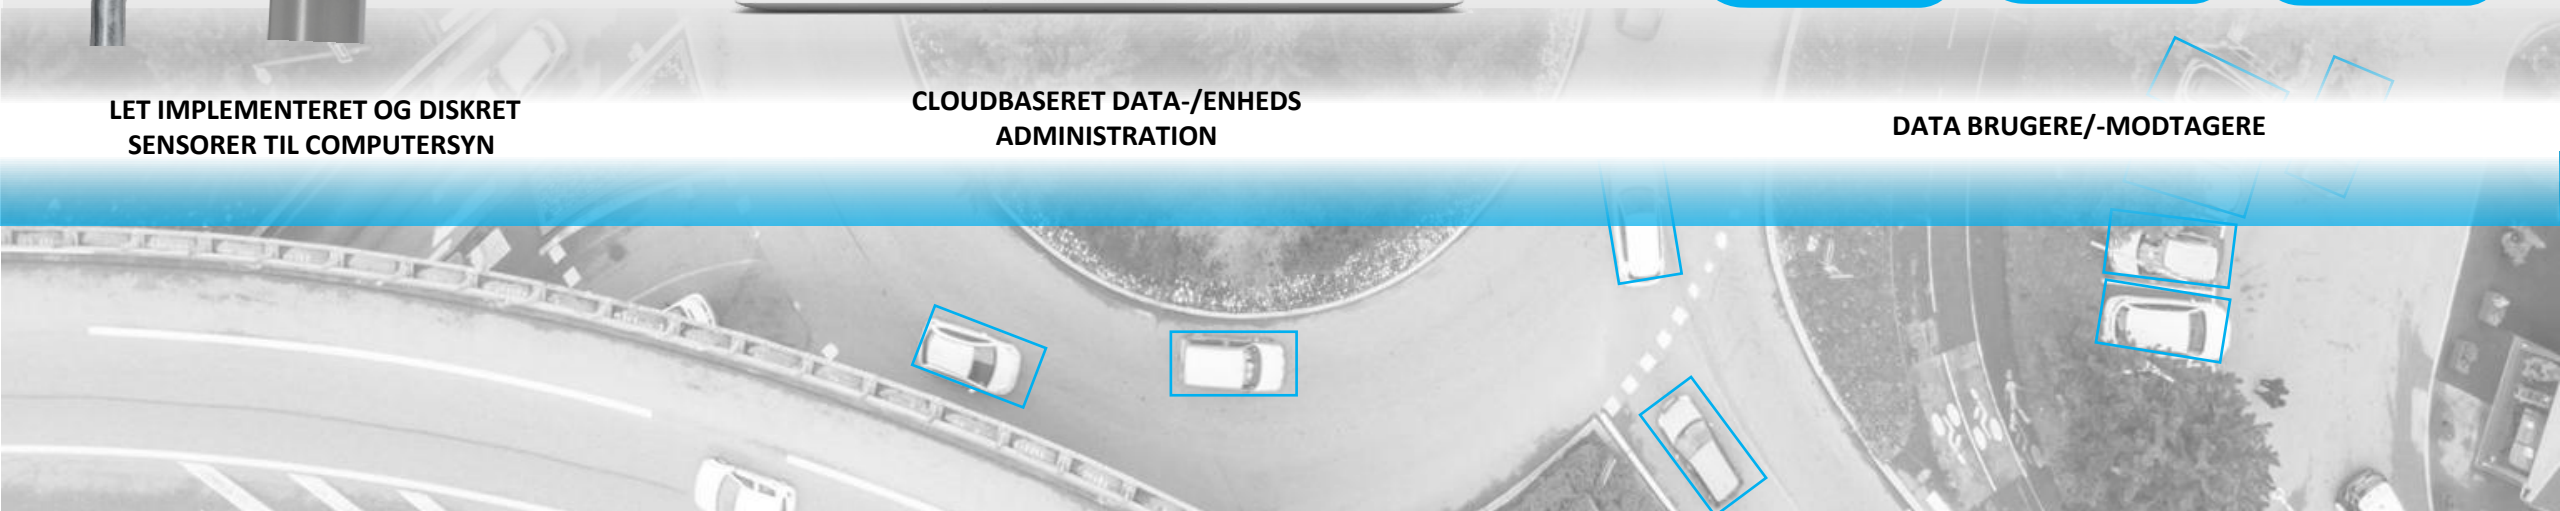 LET IMPLEMENTERET OG DISKRET
SENSORER TIL COMPUTERSYN
CLOUDBASERET DATA-/ENHEDS
ADMINISTRATION
DATA BRUGERE/-MODTAGERE